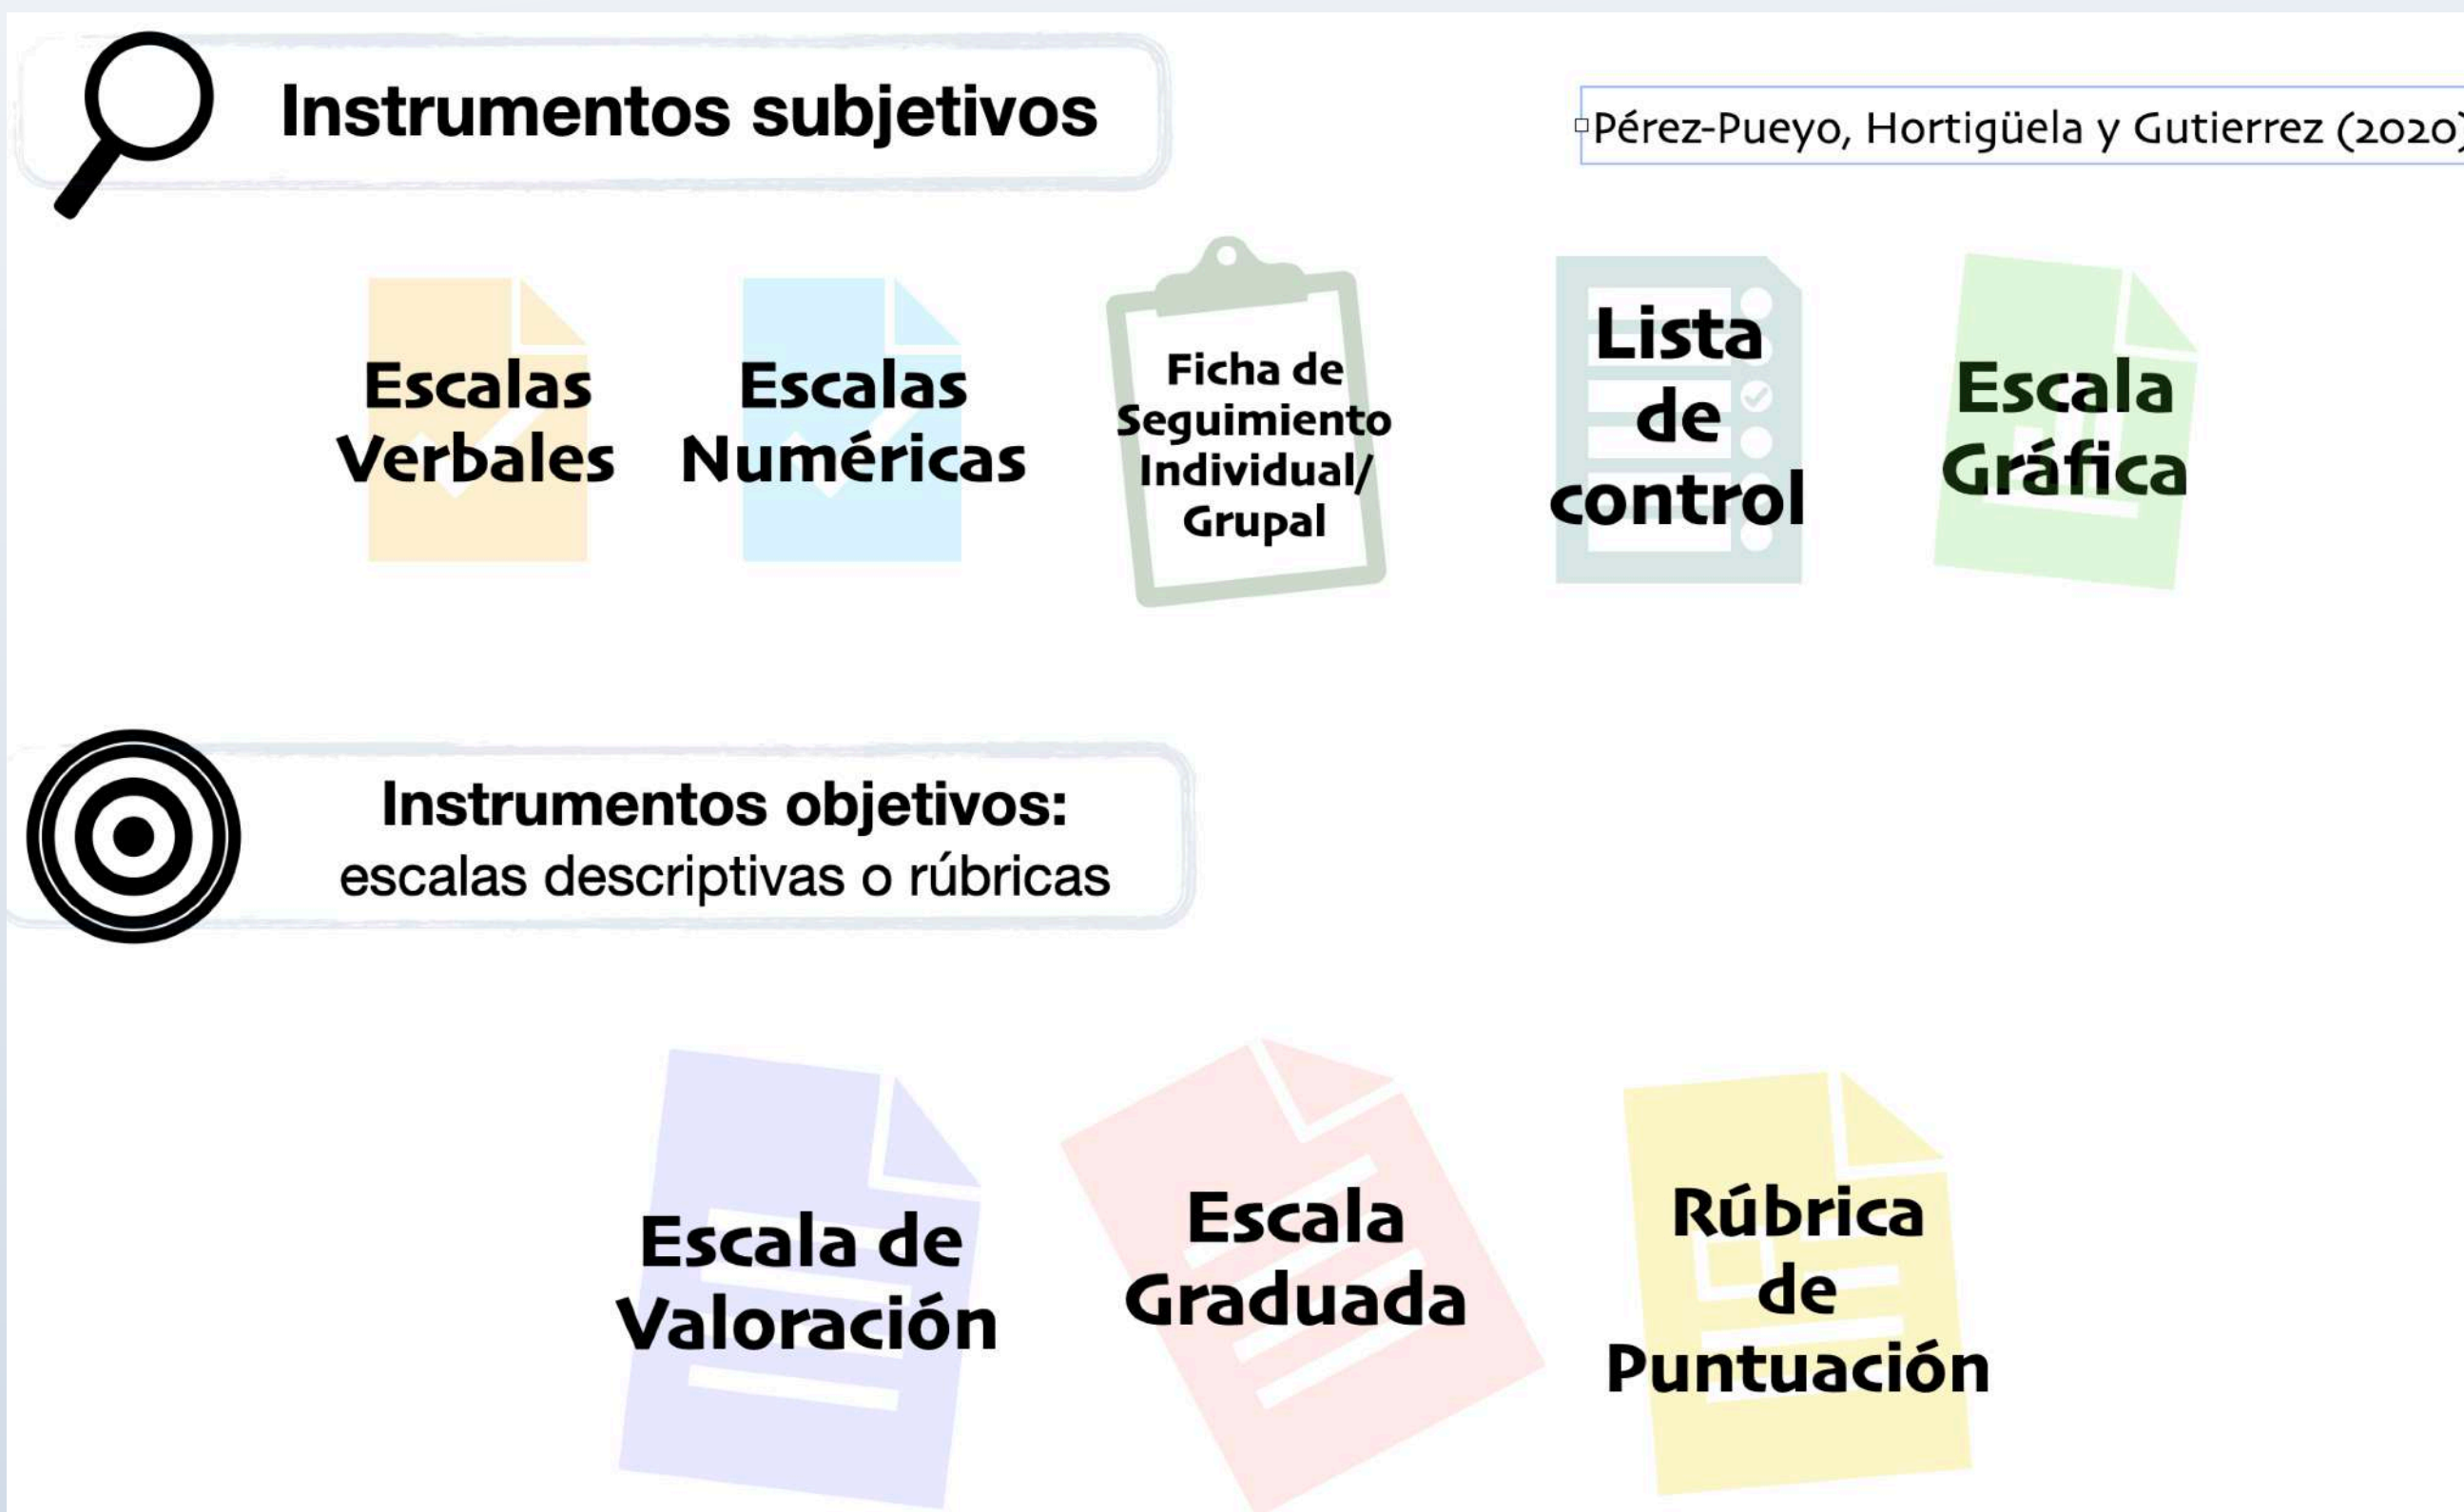 Instrumentos subjetivos
Pérez-Pueyo, Hortigüela y Gutierrez (2020)
Escalas
Verbales
Escalas
Numéricas
Ficha de
Seguimiento
Individual/
Grupal
Lista
de
control
Escala
Gráfica
Instrumentos objetivos:
escalas descriptivas o rúbricas
Escala de
Valoración
Escala
Graduada
Rúbrica
de
Puntuación